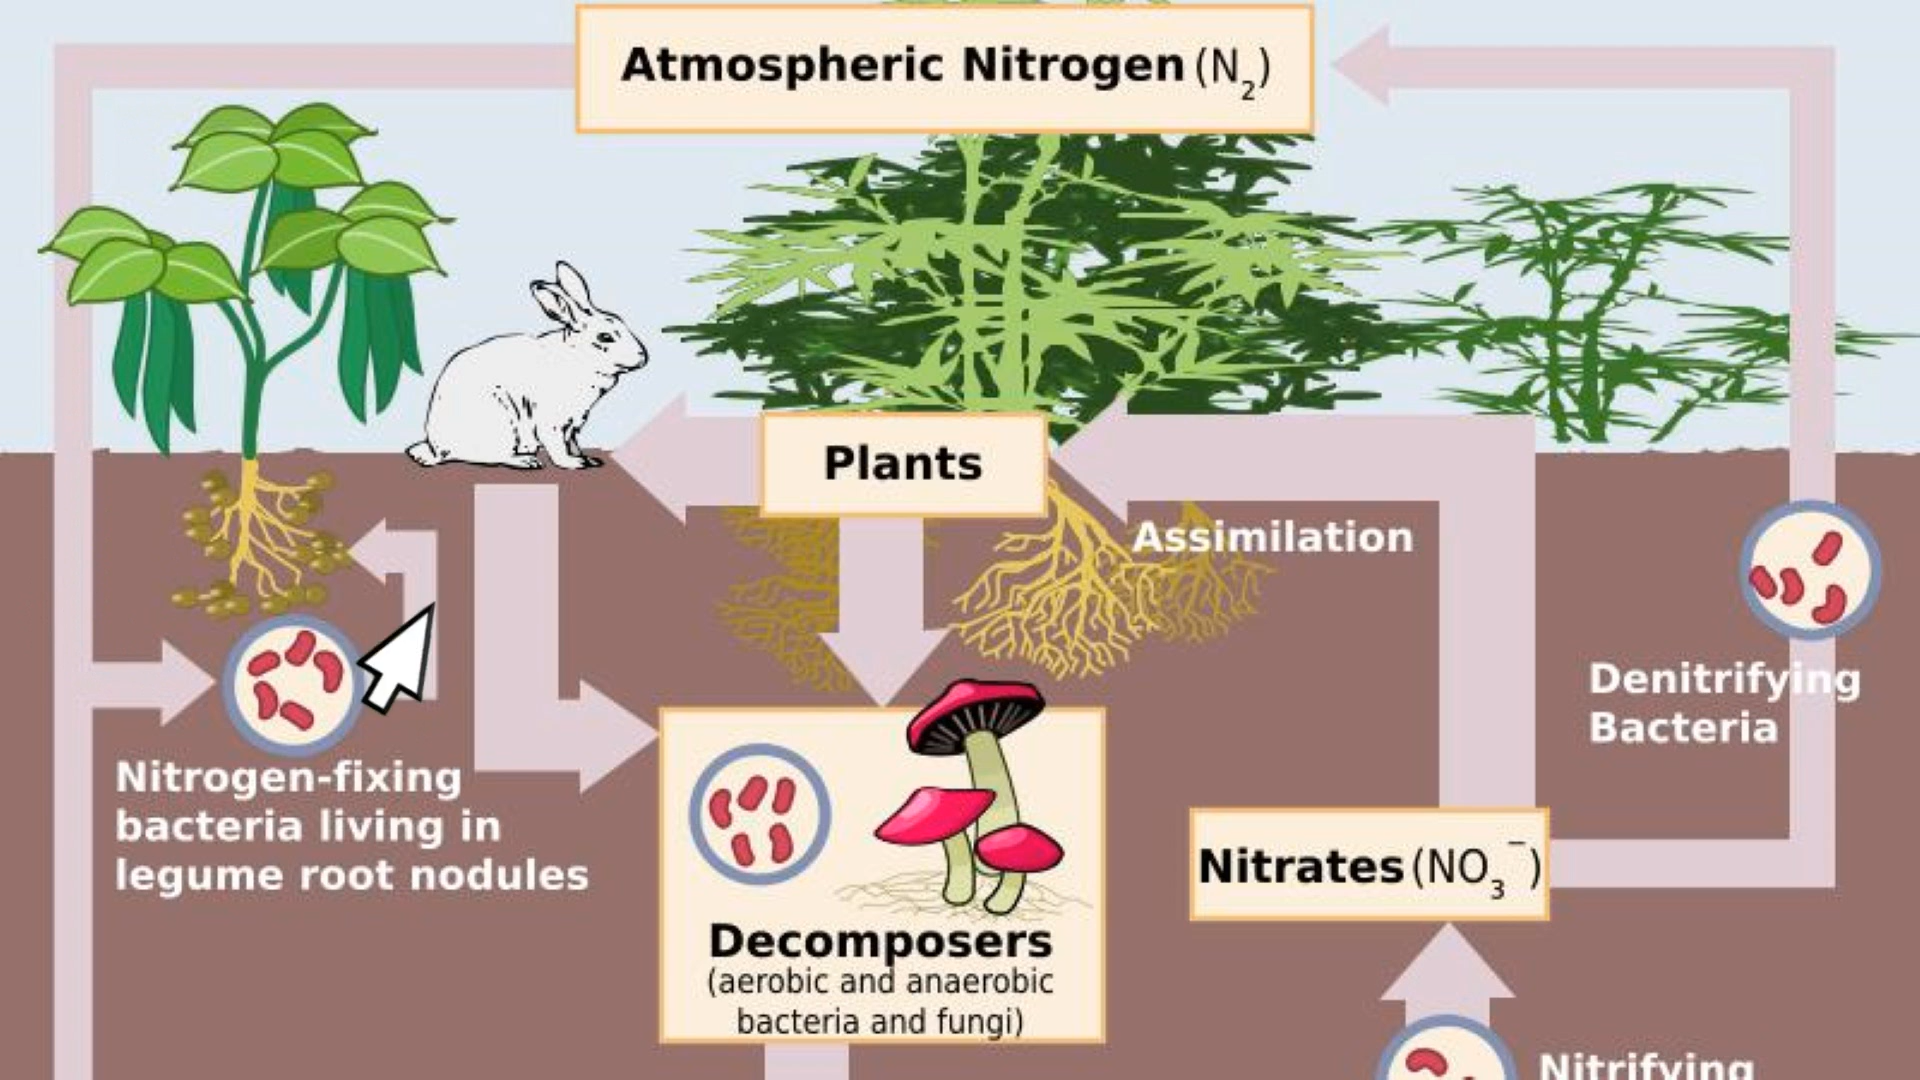 Atmospheric Nitrogen (N₂)
Plants
Assimilation
Denitrifying
Bacteria
Nitrogen-fixing
bacteria living in
legume root nodules
Nitrates (NO₃⁻)
Decomposers
(aerobic and anaerobic
bacteria and fungi)
Nitrifying